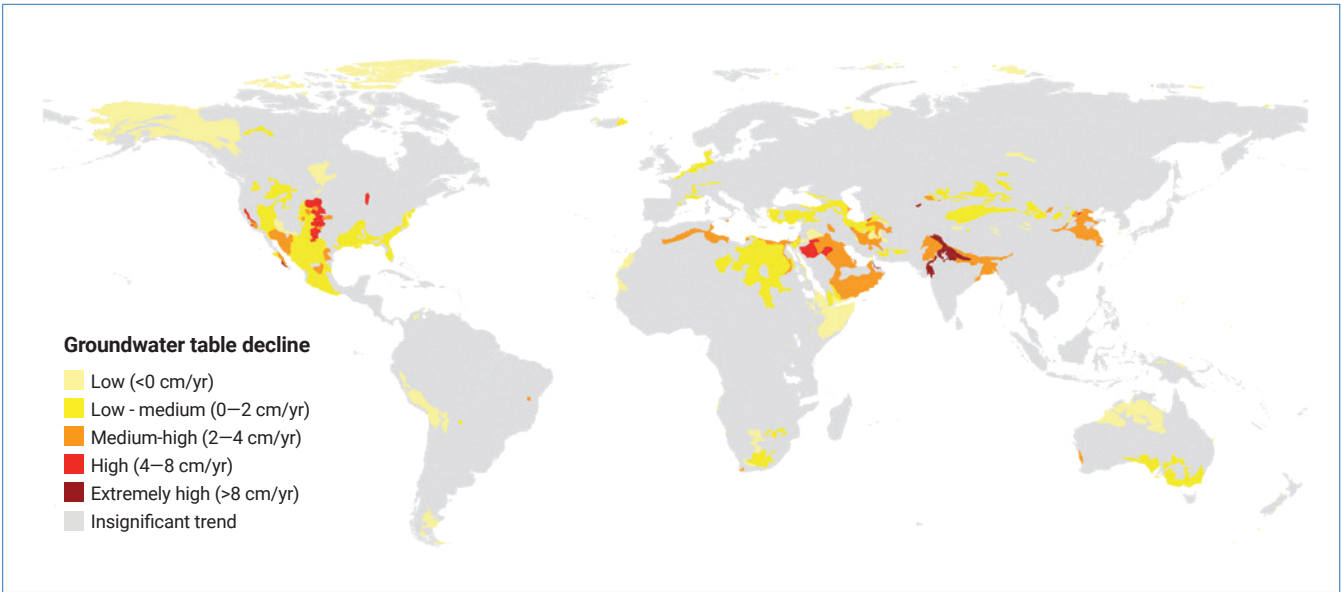 Groundwater table decline
Low (<0 cm/yr)
Low - medium (0—2 cm/yr)
Medium-high (2—4 cm/yr)
High (4—8 cm/yr)
Extremely high (>8 cm/yr)
Insignificant trend